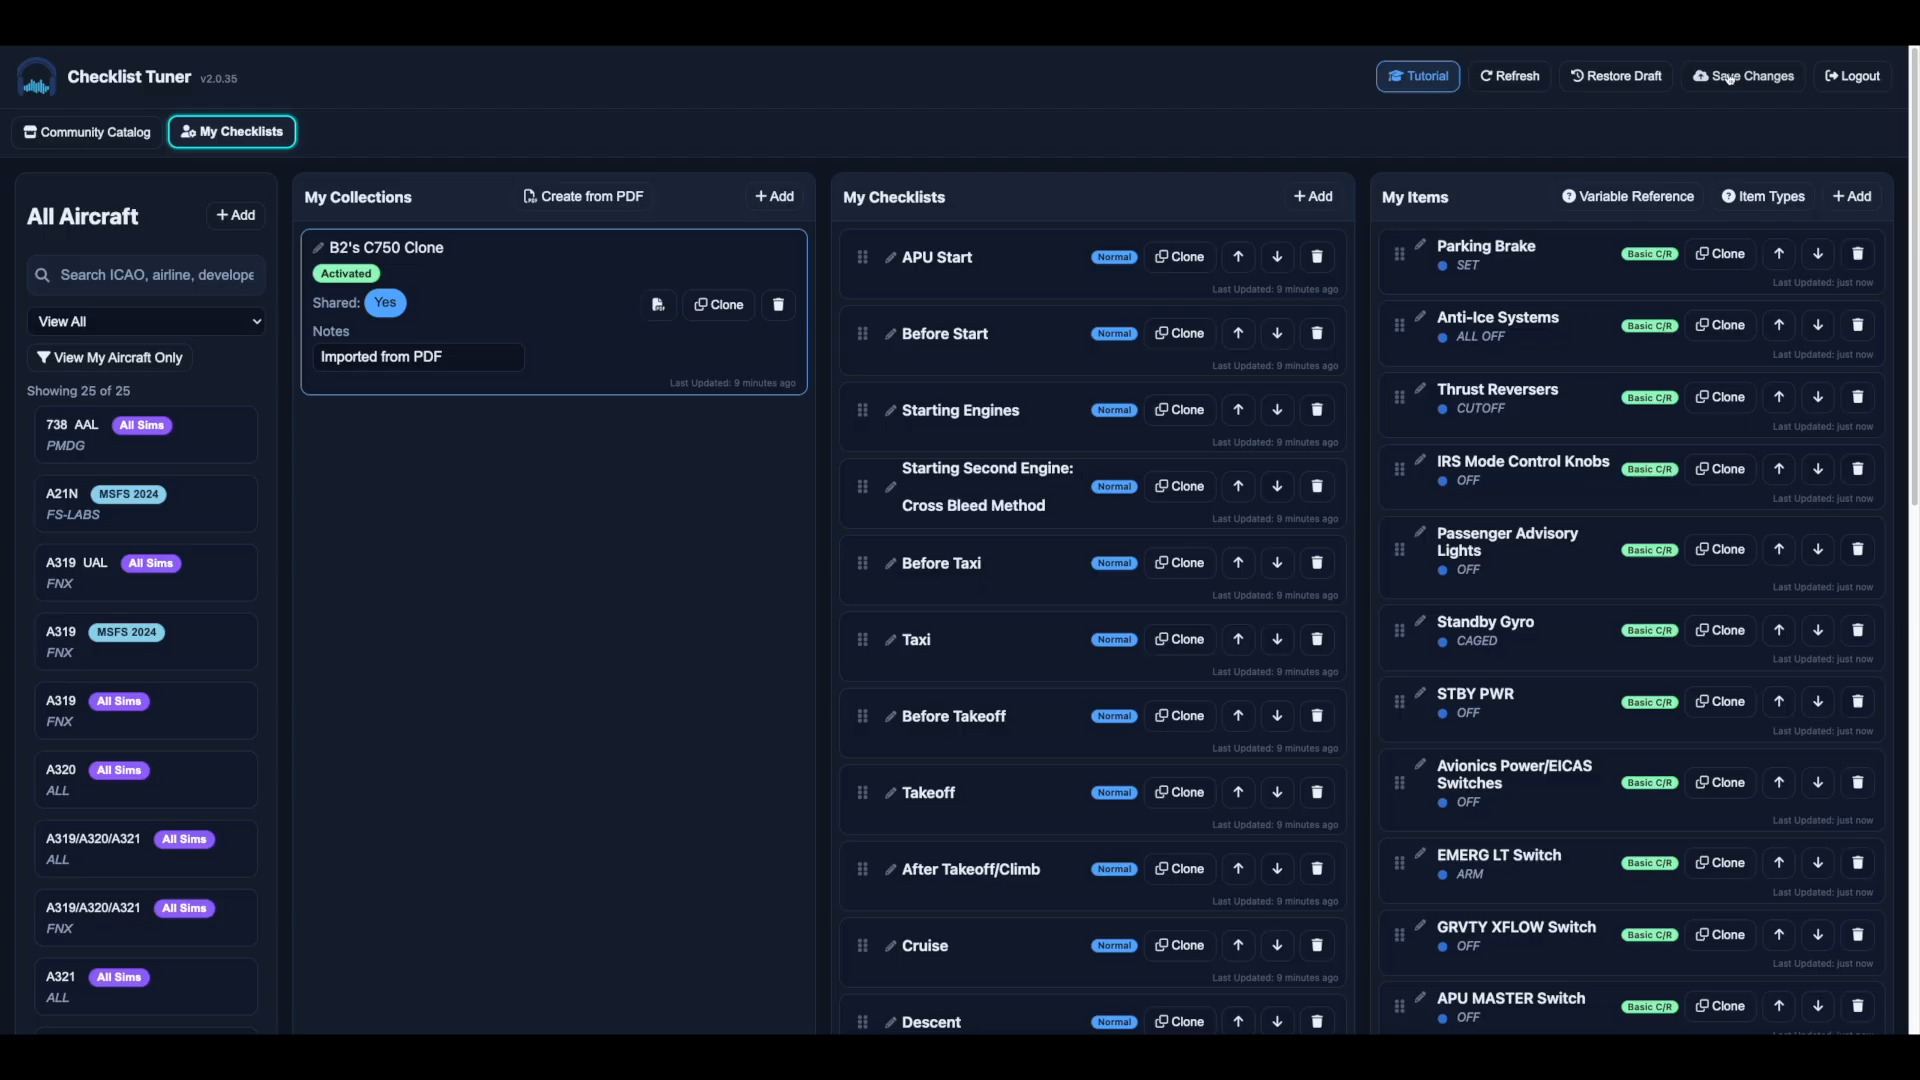 Checklist Tuner v2.0.35
Tutorial
Refresh
Restore Draft
Save Changes
Logout
Community Catalog
My Checklists
All Aircraft
+ Add
Search ICAO, airline, develope
View All
View My Aircraft Only
Showing 25 of 25
738 AAL All Sims
PMDG
A21N MSFS 2024
FS-LABS
A319 UAL All Sims
FNX
A319 MSFS 2024
FNX
A319 All Sims
FNX
A320 All Sims
ALL
A319/A320/A321 All Sims
ALL
A319/A320/A321 All Sims
FNX
A321 All Sims
ALL
My Collections
Create from PDF
+ Add
B2's C750 Clone
Activated
Shared: Yes
Clone
Notes
Imported from PDF
Last Updated: 9 minutes ago
My Checklists
+ Add
APU Start Normal Clone
Last Updated: 9 minutes ago
Before Start Normal Clone
Last Updated: 9 minutes ago
Starting Engines Normal Clone
Last Updated: 9 minutes ago
Starting Second Engine:
Cross Bleed Method Normal Clone
Last Updated: 9 minutes ago
Before Taxi Normal Clone
Last Updated: 9 minutes ago
Taxi Normal Clone
Last Updated: 9 minutes ago
Before Takeoff Normal Clone
Last Updated: 9 minutes ago
Takeoff Normal Clone
Last Updated: 9 minutes ago
After Takeoff/Climb Normal Clone
Last Updated: 9 minutes ago
Cruise Normal Clone
Last Updated: 9 minutes ago
Descent Normal Clone
My Items
Variable Reference
Item Types
+ Add
Parking Brake Basic C/R Clone
SET
Last Updated: just now
Anti-Ice Systems Basic C/R Clone
ALL OFF
Last Updated: just now
Thrust Reversers Basic C/R Clone
CUTOFF
Last Updated: just now
IRS Mode Control Knobs Basic C/R Clone
OFF
Last Updated: just now
Passenger Advisory
Lights Basic C/R Clone
OFF
Last Updated: just now
Standby Gyro Basic C/R Clone
CAGED
Last Updated: just now
STBY PWR Basic C/R Clone
OFF
Last Updated: just now
Avionics Power/EICAS
Switches Basic C/R Clone
OFF
Last Updated: just now
EMERG LT Switch Basic C/R Clone
ARM
Last Updated: just now
GRVTY XFLOW Switch Basic C/R Clone
OFF
Last Updated: just now
APU MASTER Switch Basic C/R Clone
OFF